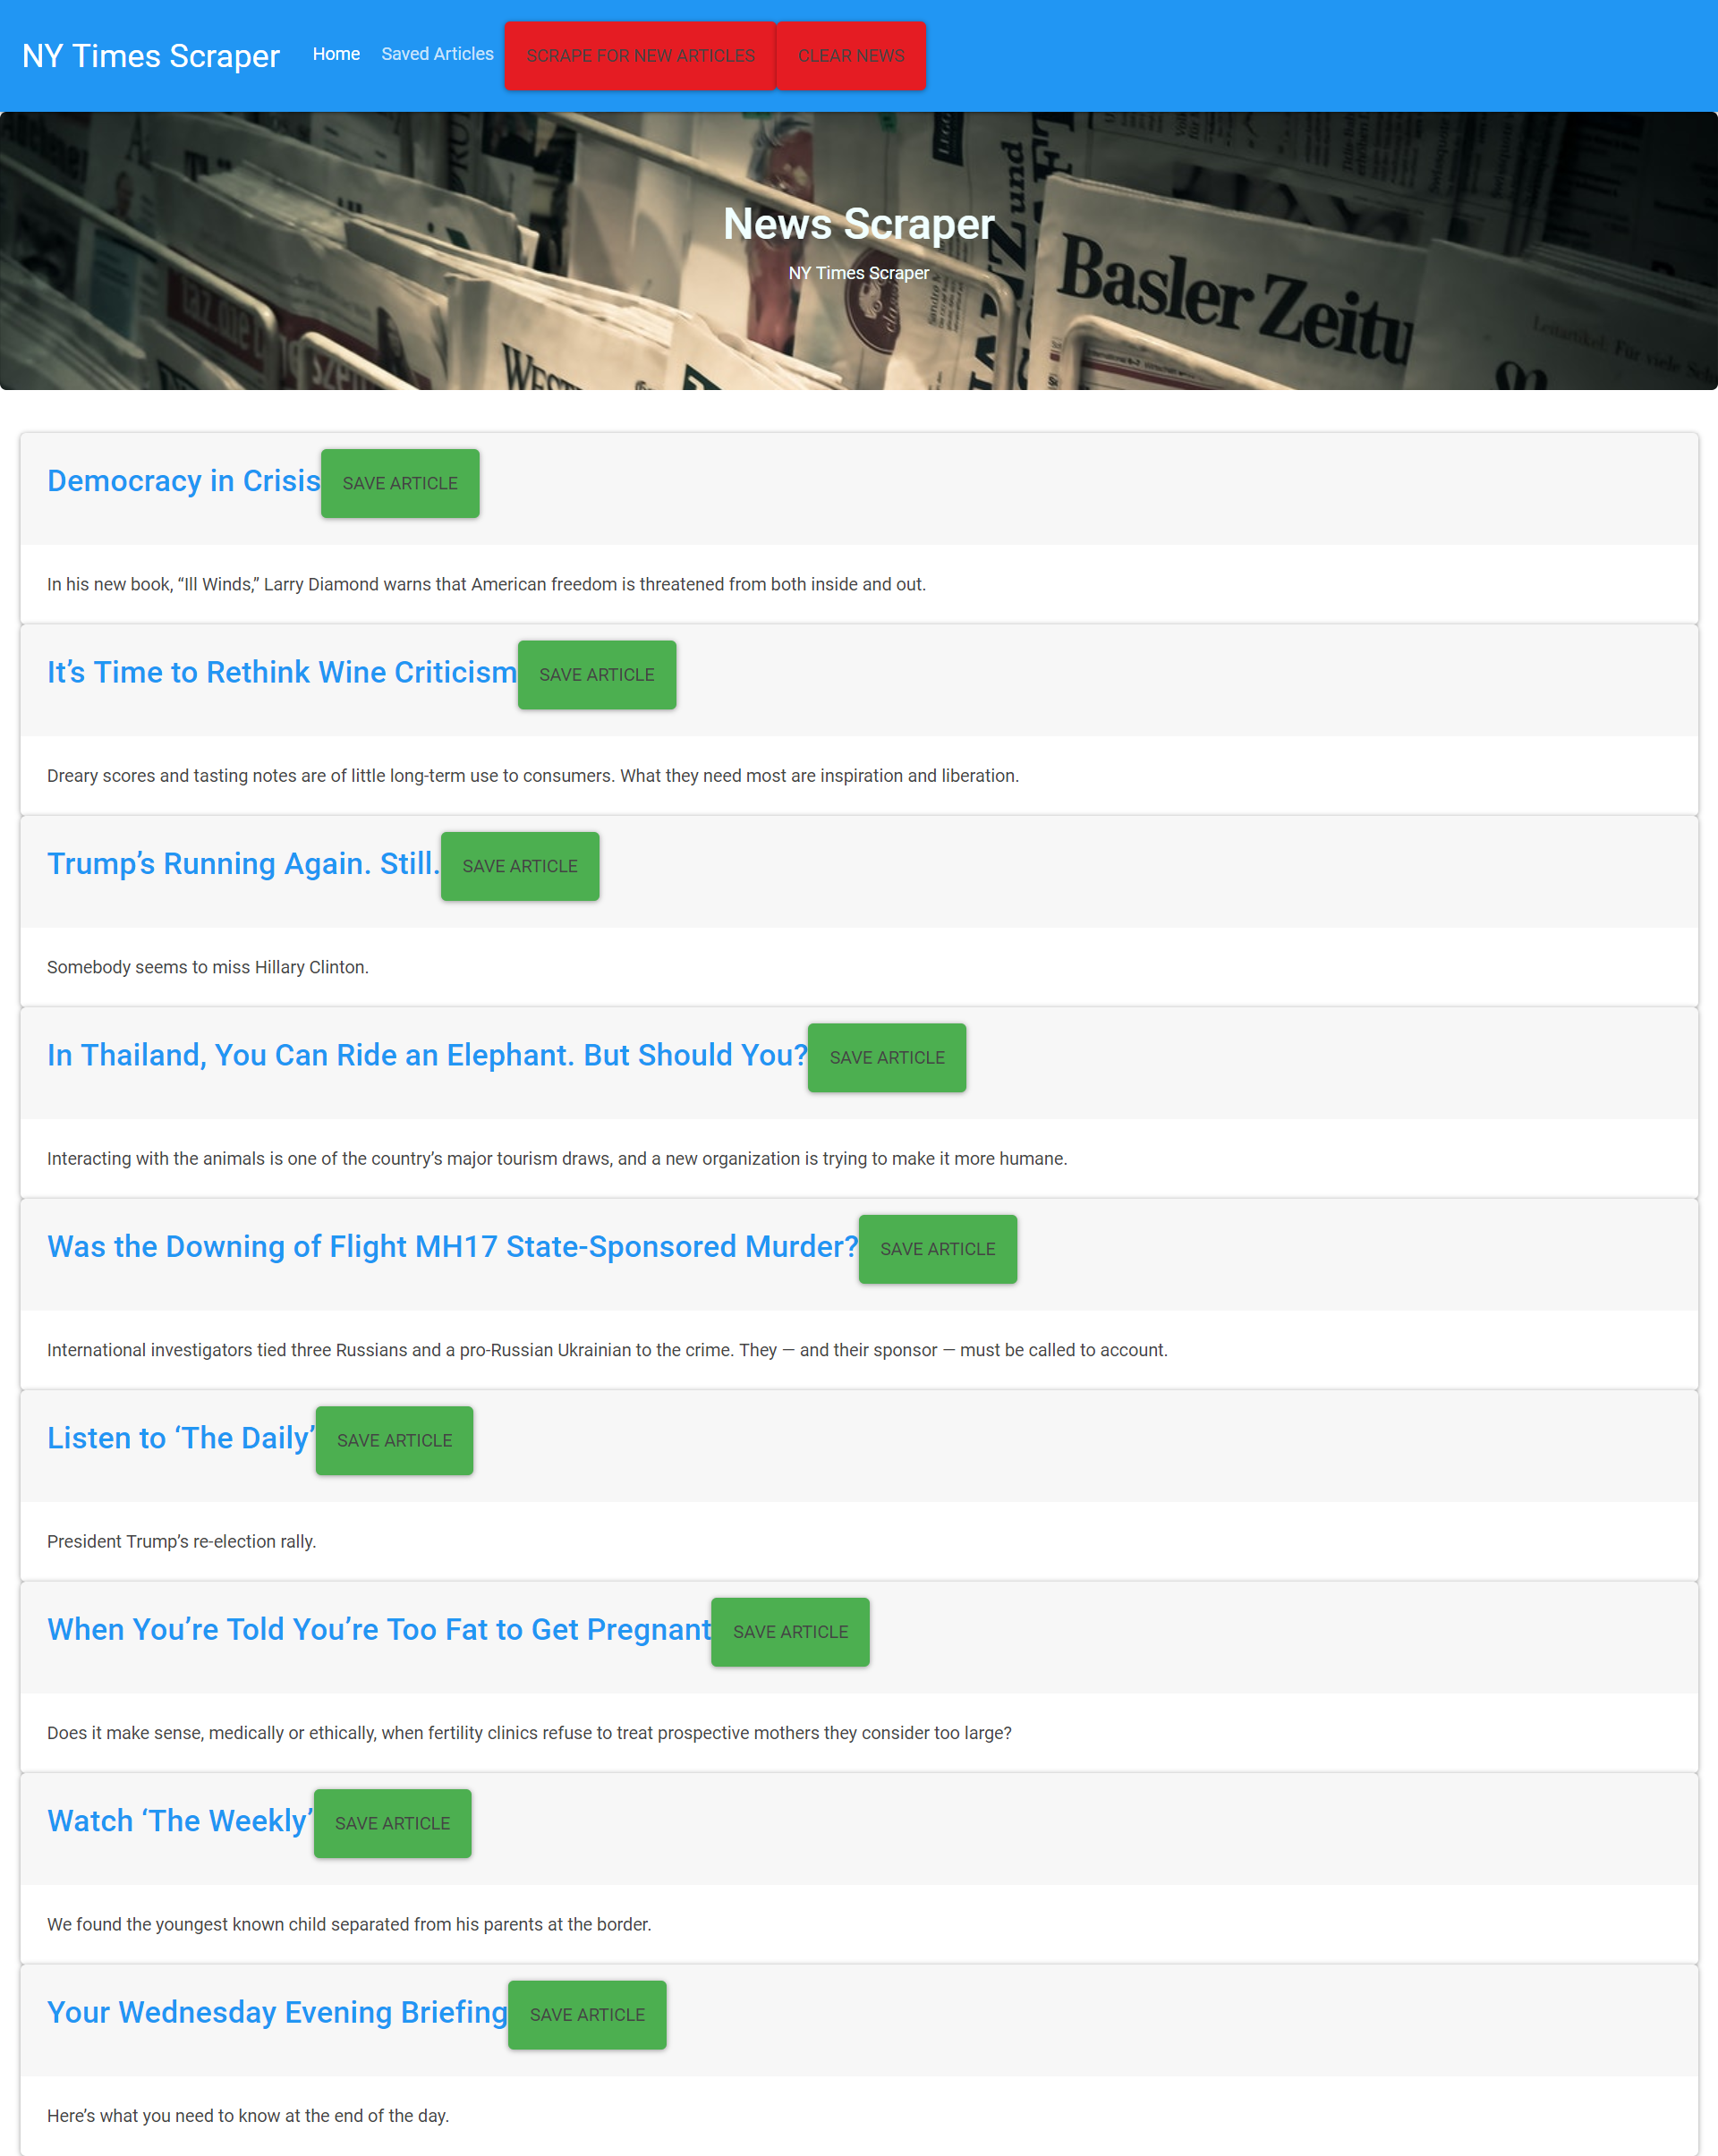 NY Times Scraper
Home
Saved Articles
SCRAPE FOR NEW ARTICLES
CLEAR NEWS
News Scraper
NY Times Scraper
Basler Zeitu
Democracy in Crisis
SAVE ARTICLE
In his new book, “Ill Winds,” Larry Diamond warns that American freedom is threatened from both inside and out.
It’s Time to Rethink Wine Criticism
SAVE ARTICLE
Dreary scores and tasting notes are of little long-term use to consumers. What they need most are inspiration and liberation.
Trump’s Running Again. Still.
SAVE ARTICLE
Somebody seems to miss Hillary Clinton.
In Thailand, You Can Ride an Elephant. But Should You?
SAVE ARTICLE
Interacting with the animals is one of the country’s major tourism draws, and a new organization is trying to make it more humane.
Was the Downing of Flight MH17 State-Sponsored Murder?
SAVE ARTICLE
International investigators tied three Russians and a pro-Russian Ukrainian to the crime. They — and their sponsor — must be called to account.
Listen to ‘The Daily’
SAVE ARTICLE
President Trump’s re-election rally.
When You’re Told You’re Too Fat to Get Pregnant
SAVE ARTICLE
Does it make sense, medically or ethically, when fertility clinics refuse to treat prospective mothers they consider too large?
Watch ‘The Weekly’
SAVE ARTICLE
We found the youngest known child separated from his parents at the border.
Your Wednesday Evening Briefing
SAVE ARTICLE
Here’s what you need to know at the end of the day.